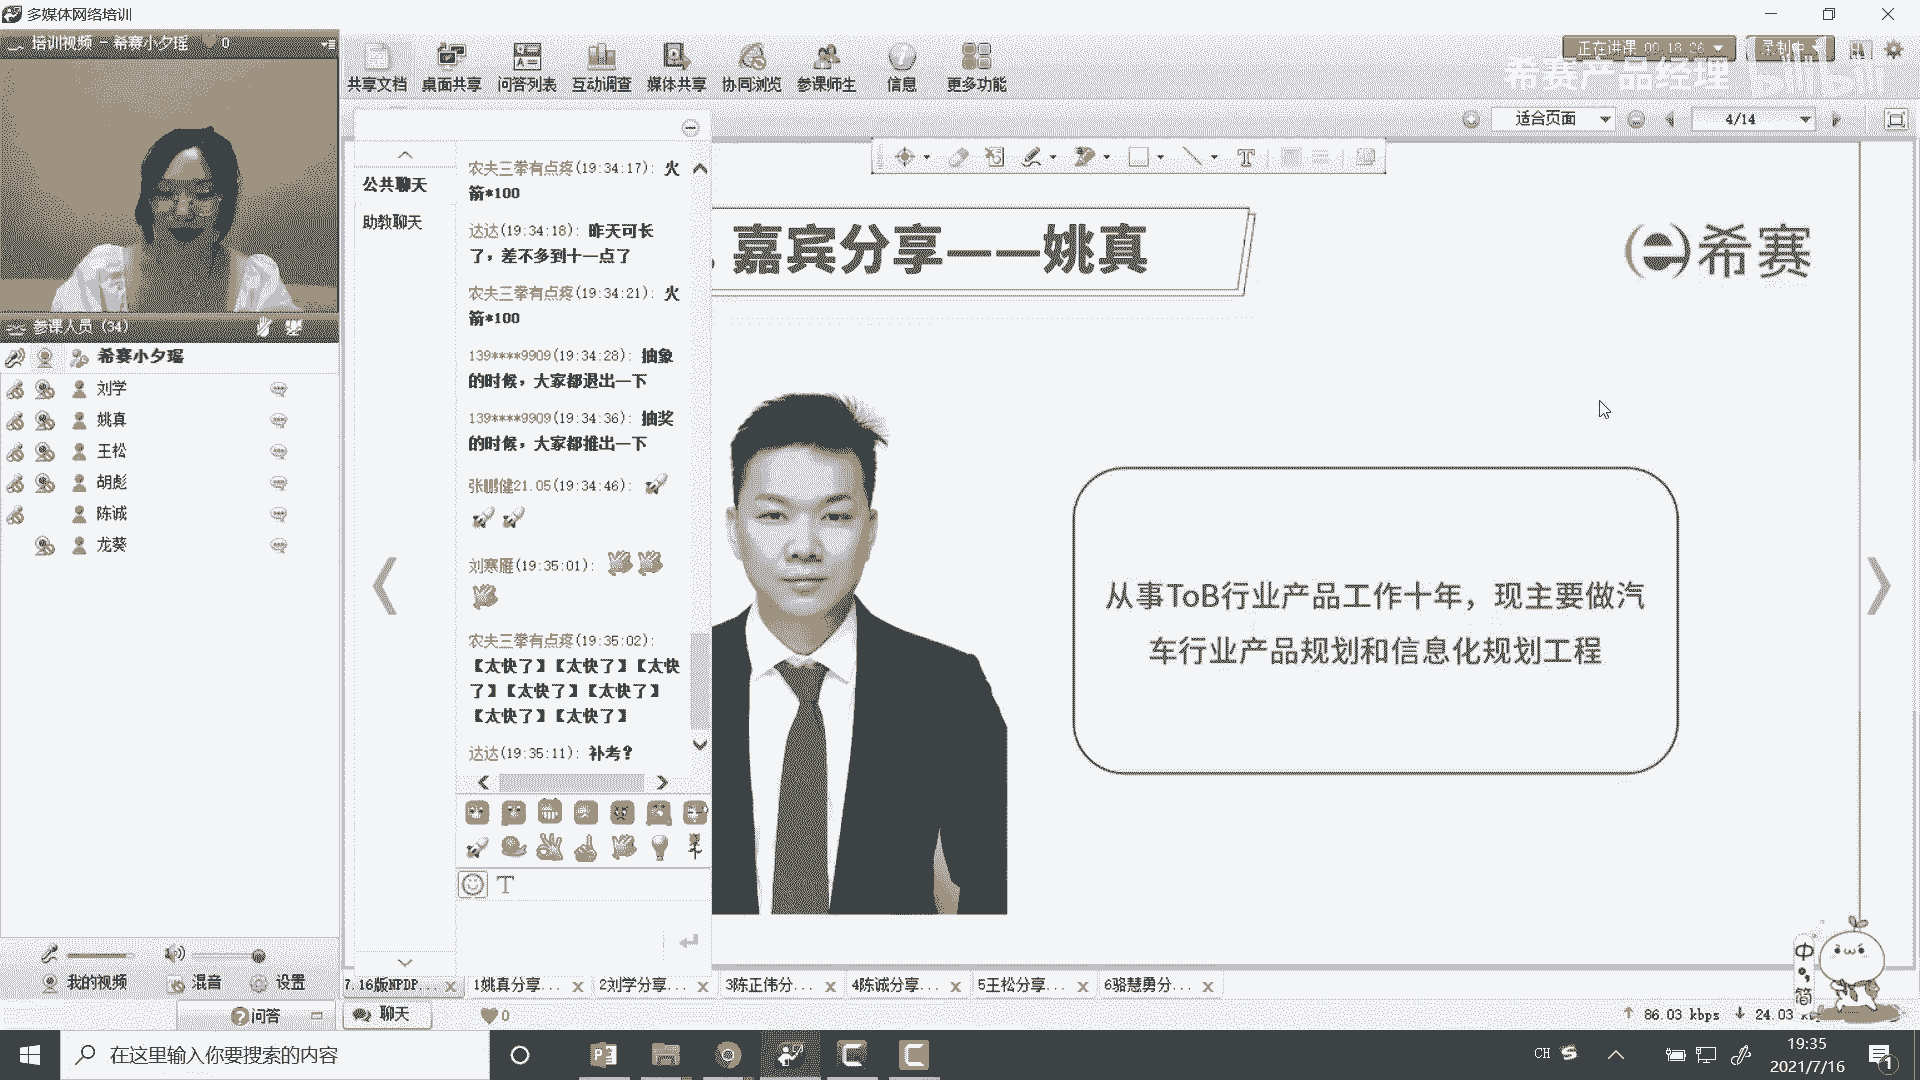 多媒体网络培训
培训视频 - 希赛小夕瑶 0
共享文档
桌面共享
问答列表
互动调查
媒体共享
协同浏览
参课师生
信息
更多功能
正在讲课 00:18:26
录制中
希赛产品经理
bilibili
适合页面
4/14
公共聊天
助教聊天
农夫三拳有点疼(19:34:17): 火
箭*100
达达(19:34:18): 昨天可长
了，差不多到十一点了
农夫三拳有点疼(19:34:21): 火
箭*100
139****9909(19:34:28): 抽象
的时候，大家都退出一下
139****9909(19:34:36): 抽奖
的时候，大家都推出一下
张鹏健21.05(19:34:46):
刘寒雁(19:35:01):
农夫三拳有点疼(19:35:02):
【太快了】【太快了】【太快
了】【太快了】【太快了】
【太快了】【太快了】
达达(19:35:11): 补考？
嘉宾分享——姚真
希赛
从事ToB行业产品工作十年，现主要做汽
车行业产品规划和信息化规划工程
参课人员 (34)
希赛小夕瑶
刘学
姚真
王松
胡彪
陈诚
龙葵
我的视频
混音
设置
问答
聊天
0
7.16版NPDP...
1姚真分享...
2刘学分享...
3陈正伟分...
4陈诚分享...
5王松分享...
6骆慧勇分...
中
简
86.03 kbps
24.03
在这里输入你要搜索的内容
CH
19:35
2021/7/16
1